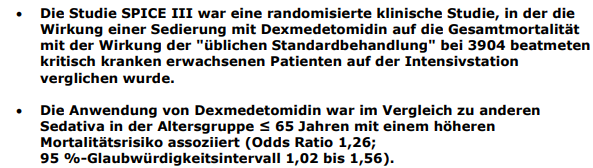 • Die Studie SPICE III war eine randomisierte klinische Studie, in der die
Wirkung einer Sedierung mit Dexmedetomidin auf die Gesamtmortalität
mit der Wirkung der "üblichen Standardbehandlung" bei 3904 beatmeten
kritisch kranken erwachsenen Patienten auf der Intensivstation
verglichen wurde.
• Die Anwendung von Dexmedetomidin war im Vergleich zu anderen
Sedativa in der Altersgruppe ≤ 65 Jahren mit einem höheren
Mortalitätsrisiko assoziiert (Odds Ratio 1,26;
95 %-Glaubwürdigkeitsintervall 1,02 bis 1,56).